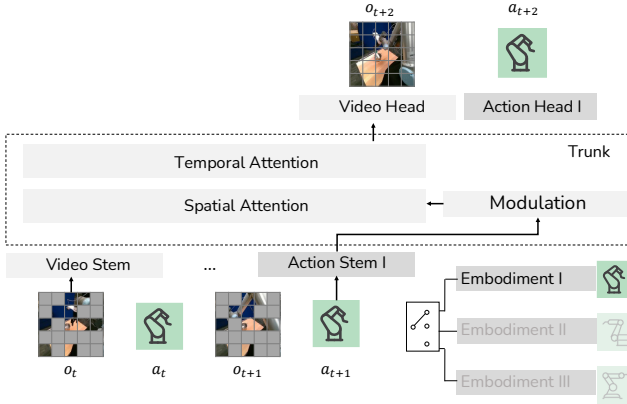 o_{t+2} a_{t+2}
Video Head Action Head I
Trunk
Temporal Attention
Spatial Attention Modulation
Video Stem ... Action Stem I
Embodiment I
Embodiment II
Embodiment III
o_t a_t o_{t+1} a_{t+1}